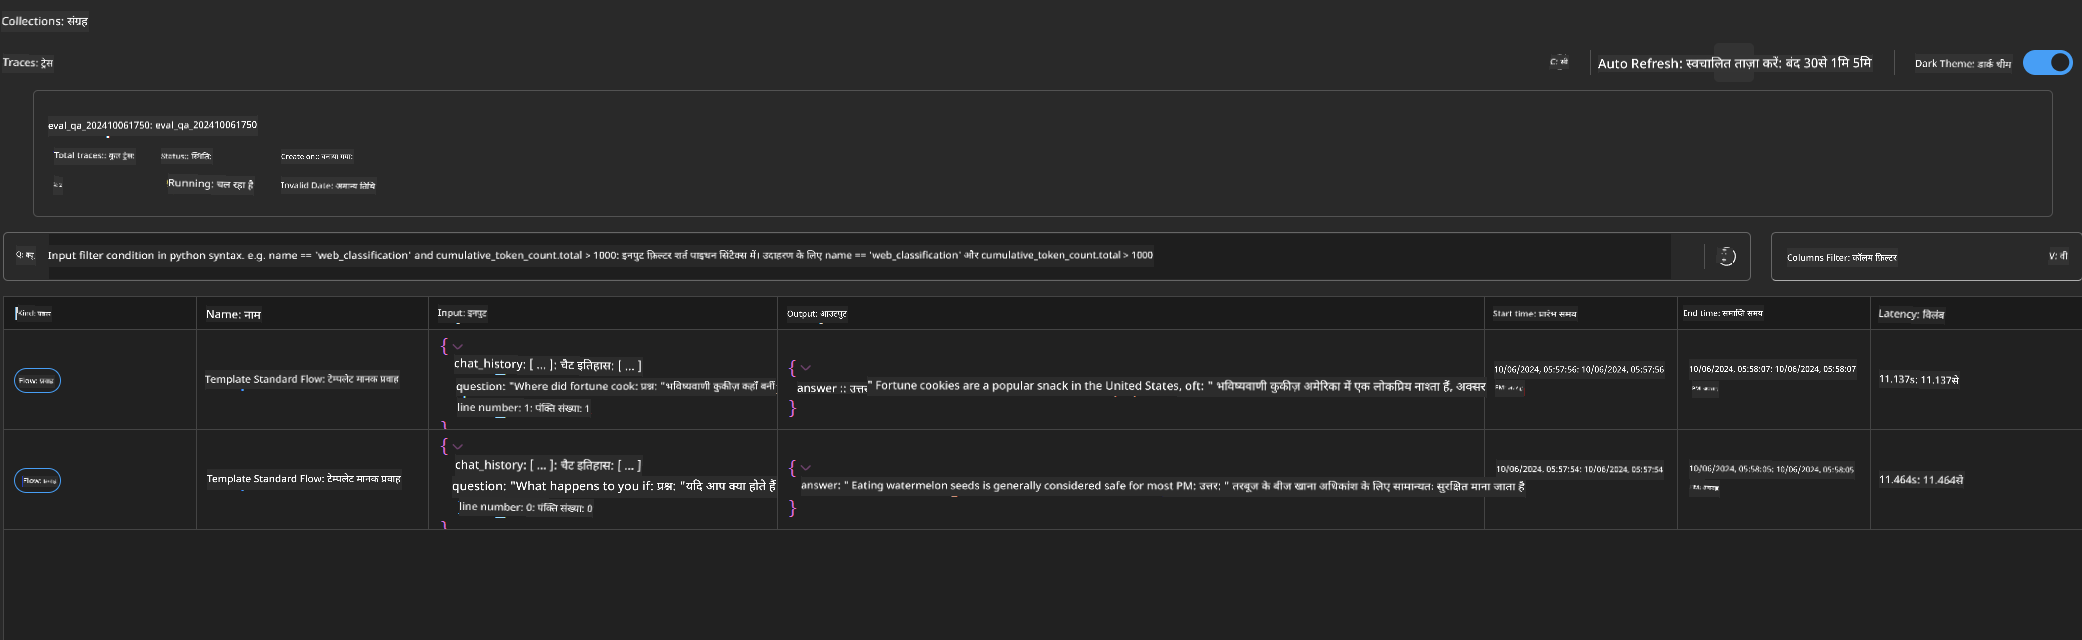 Collections: संग्रह
Traces: ट्रेस
Auto Refresh: स्वचालित ताज़ा करें: बंद 30से 1मि 5मि
Dark Theme: डार्क थीम
eval_qa_202410061750: eval_qa_202410061750
Total traces:: कुल ट्रेस:
Status:: स्थिति:
Create on:: बनाया गया:
Running: चल रहा है
Invalid Date: अमान्य तिथि
Q: क्यू
Input filter condition in python syntax. e.g. name == 'web_classification' and cumulative_token_count.total > 1000: इनपुट फ़िल्टर शर्त पाइथन सिंटैक्स में। उदाहरण के लिए name == 'web_classification' और cumulative_token_count.total > 1000
Columns Filter: कॉलम फ़िल्टर
V: वी
Kind: प्रकार
Name: नाम
Input: इनपुट
Output: आउटपुट
Start time: प्रारंभ समय
End time: समाप्ति समय
Latency: विलंब
Flow: प्रवाह
Template Standard Flow: टेम्पलेट मानक प्रवाह
{
chat_history: [ ... ]: चैट इतिहास: [ ... ]
question: "Where did fortune cook: प्रश्न: "भविष्यवाणी कुकीज़ कहाँ बनीं
line number: 1: पंक्ति संख्या: 1
}
{
answer :: उत्तर " Fortune cookies are a popular snack in the United States, oft: " भविष्यवाणी कुकीज़ अमेरिका में एक लोकप्रिय नाश्ता हैं, अक्सर
}
10/06/2024, 05:57:56: 10/06/2024, 05:57:56
10/06/2024, 05:58:07: 10/06/2024, 05:58:07
11.137s: 11.137से
Template Standard Flow: टेम्पलेट मानक प्रवाह
{
chat_history: [ ... ]: चैट इतिहास: [ ... ]
question: "What happens to you if: प्रश्न: "यदि आप क्या होते हैं
line number: 0: पंक्ति संख्या: 0
}
{
answer: " Eating watermelon seeds is generally considered safe for most PM: उत्तर: " तरबूज के बीज खाना अधिकांश के लिए सामान्यतः सुरक्षित माना जाता है
}
10/06/2024, 05:57:54: 10/06/2024, 05:57:54
10/06/2024, 05:58:05: 10/06/2024, 05:58:05
11.464s: 11.464से